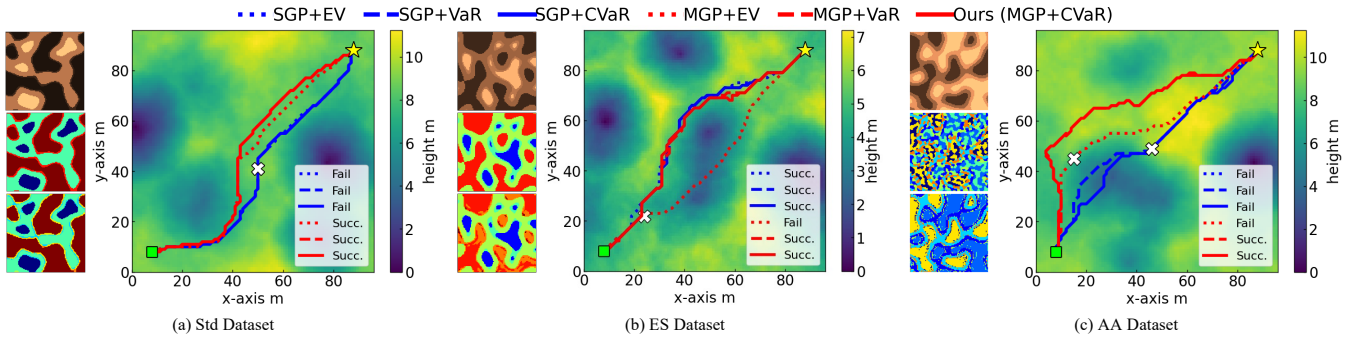 SGP+EV SGP+VaR SGP+CVaR MGP+EV MGP+VaR Ours (MGP+CVaR)
80
60
40
20
0
y-axis m
0 20 40 60 80
x-axis m
Fail
Fail
Fail
Succ.
Succ.
Succ.
10
8
6
4
2
0
height m
(a) Std Dataset
80
60
40
20
0
y-axis m
0 20 40 60 80
x-axis m
Succ.
Succ.
Succ.
Fail
Succ.
Succ.
7
6
5
4
3
2
1
0
height m
(b) ES Dataset
80
60
40
20
0
y-axis m
0 20 40 60 80
x-axis m
Fail
Fail
Fail
Fail
Succ.
Succ.
10
8
6
4
2
0
height m
(c) AA Dataset